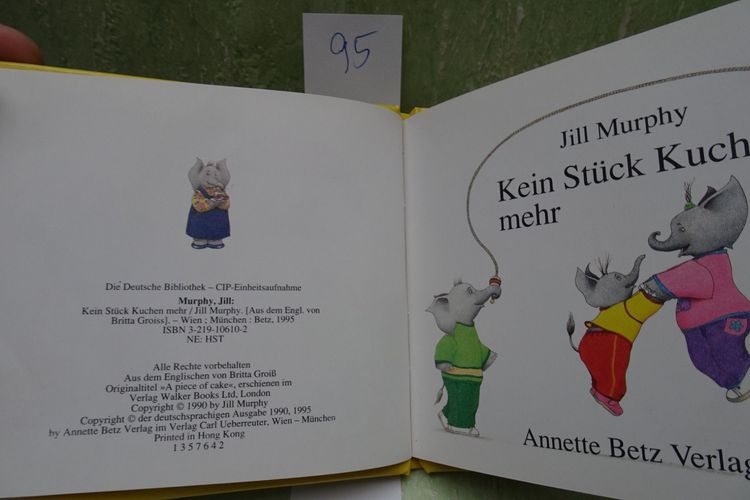 95
Die Deutsche Bibliothek – CIP-Einheitsaufnahme
Murphy, Jill:
Kein Stück Kuchen mehr / Jill Murphy. [Aus dem Engl. von
Britta Groiss]. – Wien ; München : Betz, 1995
ISBN 3-219-10610-2
NE: HST
Alle Rechte vorbehalten
Aus dem Englischen von Britta Groiß
Originaltitel »A piece of cake«, erschienen im
Verlag Walker Books Ltd, London
Copyright © 1990 by Jill Murphy
Copyright © der deutschsprachigen Ausgabe 1990, 1995
by Annette Betz Verlag im Verlag Carl Ueberreuter, Wien – München
Printed in Hong Kong
1 3 5 7 6 4 2
Jill Murphy
Kein Stück Kuch
mehr
Annette Betz Verlag